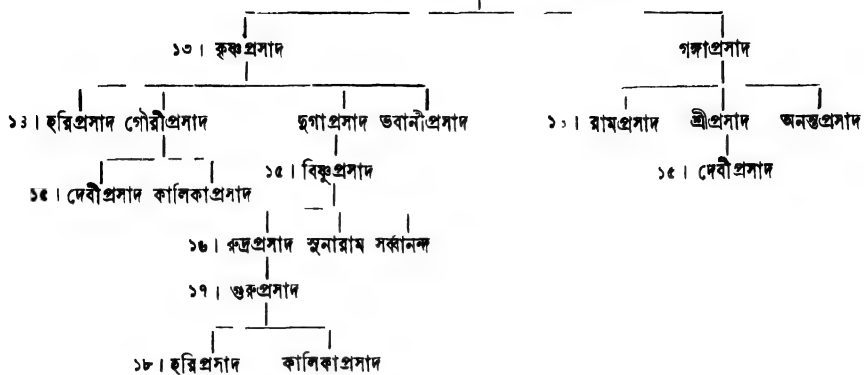 ১৩। কৃষ্ণপ্রসাদ গঙ্গাপ্রসাদ
১৪। হরিপ্রসাদ গৌরীপ্রসাদ দুর্গাপ্রসাদ ভবানীপ্রসাদ ১৪। রামপ্রসাদ শ্রীপ্রসাদ অনন্তপ্রসাদ
১৫। দেবীপ্রসাদ কালিকাপ্রসাদ ১৫। বিষ্ণুপ্রসাদ ১৫। দেবীপ্রসাদ
১৬। রুদ্রপ্রসাদ সুনারাম সর্ব্বানন্দ
১৭। গুরুপ্রসাদ
১৮। হরিপ্রসাদ কালিকাপ্রসাদ